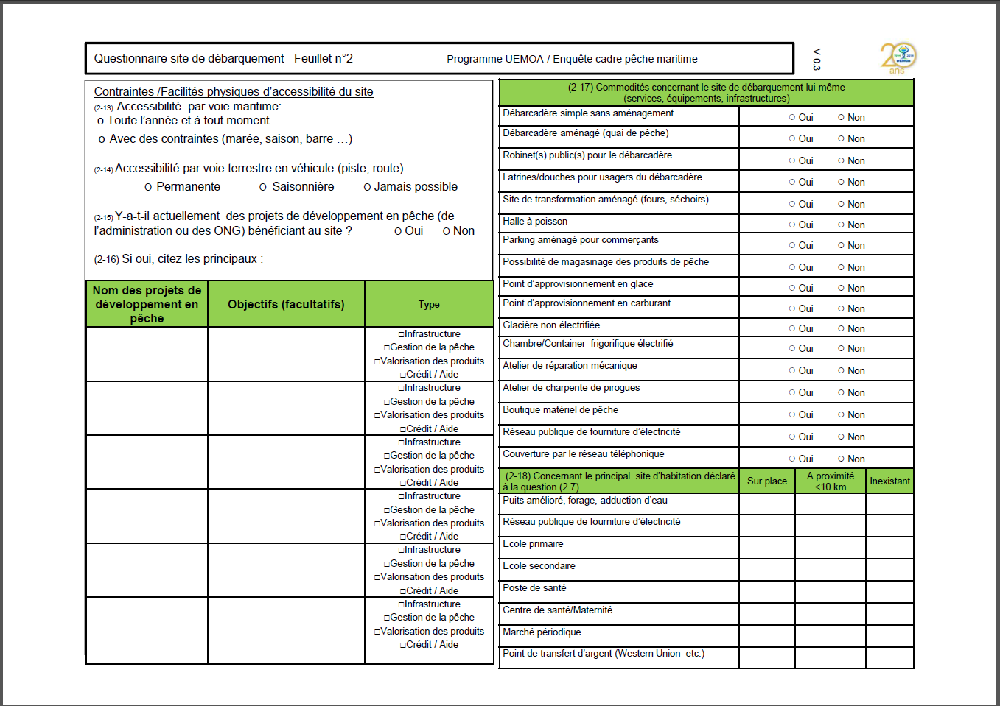 Questionnaire site de débarquement - Feuillet n°2 Programme UEMOA / Enquête cadre pêche maritime
V 0.3
20
UEMOA
ans
Contraintes /Facilités physiques d'accessibilité du site
(2-13) Accessibilité par voie maritime:
o Toute l'année et à tout moment
o Avec des contraintes (marée, saison, barre …)
(2-14) Accessibilité par voie terrestre en véhicule (piste, route):
O Permanente O Saisonnière O Jamais possible
(2-15) Y-a-t-il actuellement des projets de développement en pêche (de
l'administration ou des ONG) bénéficiant au site ? O Oui O Non
(2-16) Si oui, citez les principaux :
Nom des projets de
développement en
pêche
Objectifs (facultatifs)
Type
□Infrastructure
□Gestion de la pêche
□Valorisation des produits
□Crédit / Aide
□Infrastructure
□Gestion de la pêche
□Valorisation des produits
□Crédit / Aide
□Infrastructure
□Gestion de la pêche
□Valorisation des produits
□Crédit / Aide
□Infrastructure
□Gestion de la pêche
□Valorisation des produits
□Crédit / Aide
□Infrastructure
□Gestion de la pêche
□Valorisation des produits
□Crédit / Aide
□Infrastructure
□Gestion de la pêche
□Valorisation des produits
□Crédit / Aide
(2-17) Commodités concernant le site de débarquement lui-même
(services, équipements, infrastructures)
Débarcadère simple sans aménagement ○ Oui ○ Non
Débarcadère aménagé (quai de pêche) ○ Oui ○ Non
Robinet(s) public(s) pour le débarcadère ○ Oui ○ Non
Latrines/douches pour usagers du débarcadère ○ Oui ○ Non
Site de transformation aménagé (fours, séchoirs) ○ Oui ○ Non
Halle à poisson ○ Oui ○ Non
Parking aménagé pour commerçants ○ Oui ○ Non
Possibilité de magasinage des produits de pêche ○ Oui ○ Non
Point d'approvisionnement en glace ○ Oui ○ Non
Point d'approvisionnement en carburant ○ Oui ○ Non
Glacière non électrifiée ○ Oui ○ Non
Chambre/Container frigorifique électrifié ○ Oui ○ Non
Atelier de réparation mécanique ○ Oui ○ Non
Atelier de charpente de pirogues ○ Oui ○ Non
Boutique matériel de pêche ○ Oui ○ Non
Réseau publique de fourniture d'électricité ○ Oui ○ Non
Couverture par le réseau téléphonique ○ Oui ○ Non
(2-18) Concernant le principal site d'habitation déclaré
à la question (2.7)
Sur place
A proximité
<10 km
Inexistant
Puits amélioré, forage, adduction d'eau
Réseau publique de fourniture d'électricité
Ecole primaire
Ecole secondaire
Poste de santé
Centre de santé/Maternité
Marché périodique
Point de transfert d'argent (Western Union etc.)